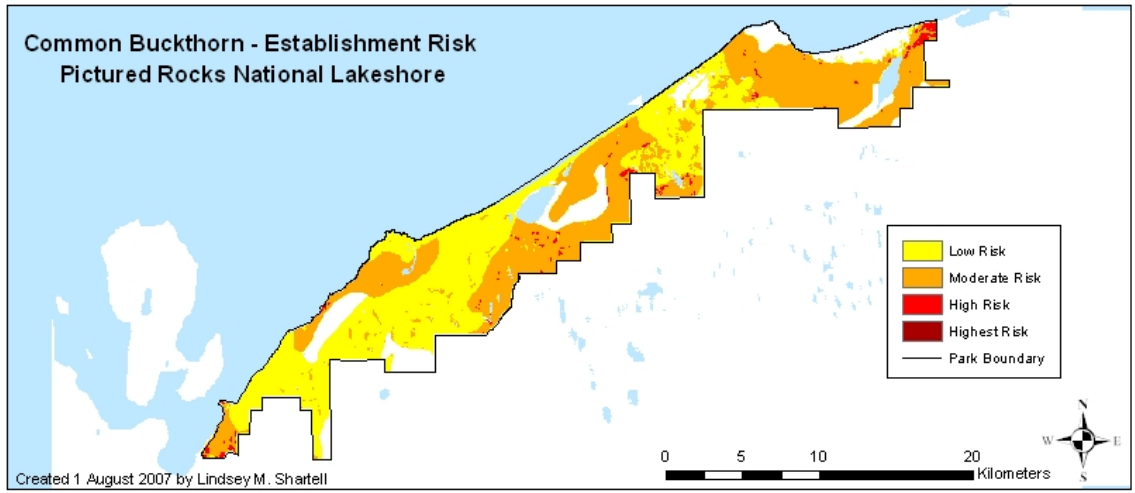 Common Buckthorn - Establishment Risk
Pictured Rocks National Lakeshore
Low Risk
Moderate Risk
High Risk
Highest Risk
Park Boundary
N
W E
S
0 5 10 20
Kilometers
Created 1 August 2007 by Lindsey M. Shartell